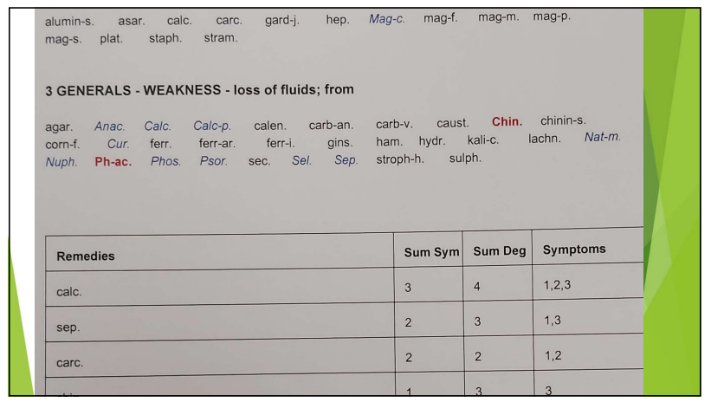 alumin-s. asar. calc. carc. gard-j. hep. Mag-c. mag-f. mag-m. mag-p.
mag-s. plat. staph. stram.
3 GENERALS - WEAKNESS - loss of fluids; from
agar. Anac. Calc. Calc-p. calen. carb-an. carb-v. caust. Chin. chinin-s.
corn-f. Cur. ferr. ferr-ar. ferr-i. gins. ham. hydr. kali-c. lachn. Nat-m.
Nuph. Ph-ac. Phos. Psor. sec. Sel. Sep. stroph-h. sulph.
Remedies Sum Sym Sum Deg Symptoms
calc. 3 4 1,2,3
sep. 2 3 1,3
carc. 2 2 1,2
1 3 3